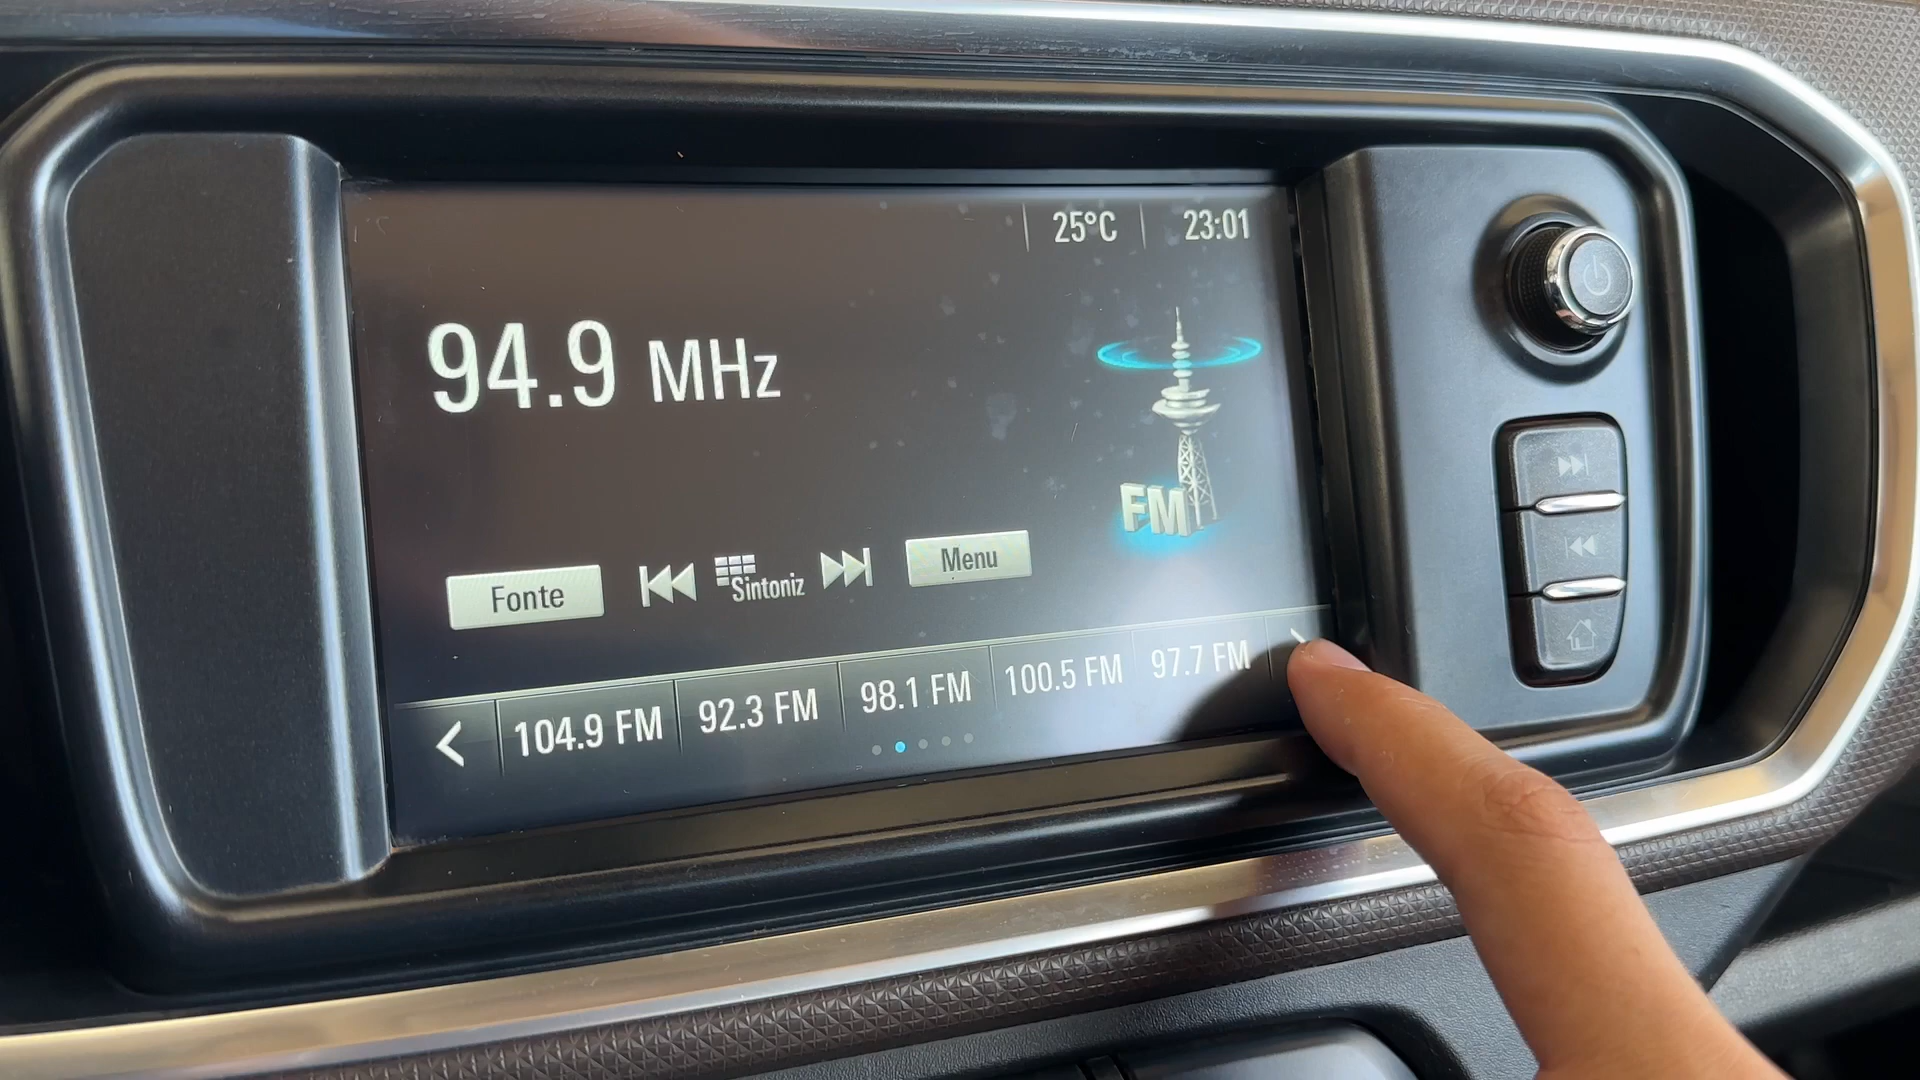 25°C 23:01
94.9 MHz
FM
Fonte Sintoniz Menu
104.9 FM 92.3 FM 98.1 FM 100.5 FM 97.7 FM